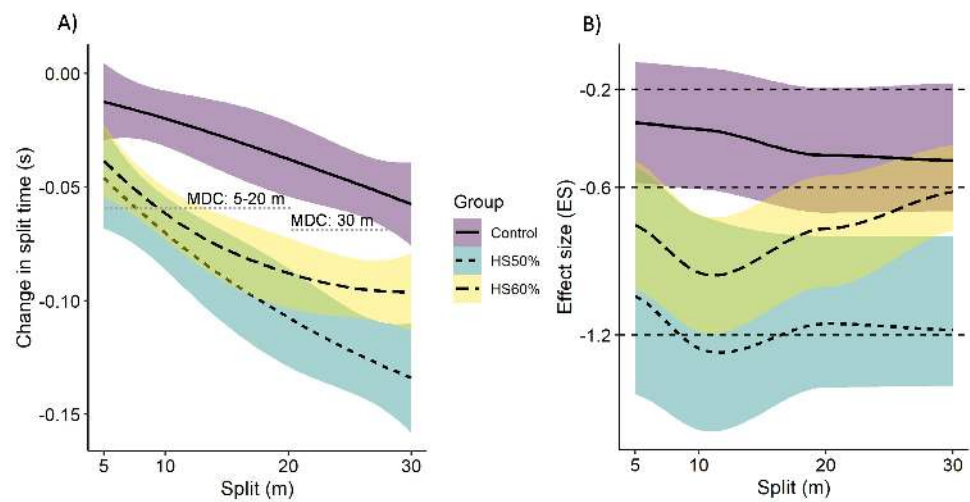 A)
Change in split time (s)
0.00
-0.05
-0.10
-0.15
MDC: 5-20 m
MDC: 30 m
5 10 20 30
Split (m)
Group
Control
HS50%
HS60%
B)
Effect size (ES)
-0.2
-0.6
-1.2
5 10 20 30
Split (m)